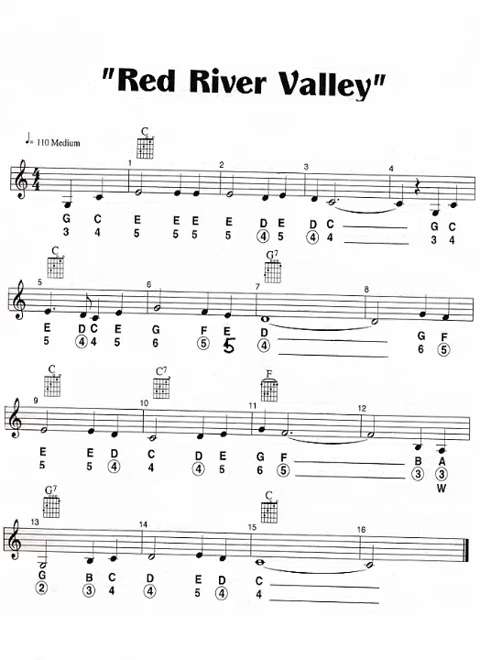 "Red River Valley"
♩= 110 Medium
C
4
4
1 2 3 4
G C E E E E D E D C G C
3 4 5 5 5 5 4 5 4 4 3 4
C G7
5 6 7 8
E D C E G F E D G F
5 4 4 5 6 5 5 4 6 5
C C7 F
9 10 11 12
E E D C D E G F B A
5 5 4 4 4 5 6 5 3 3
W
G7 C
13 14 15 16
G B C D E D C
2 3 4 4 5 4 4